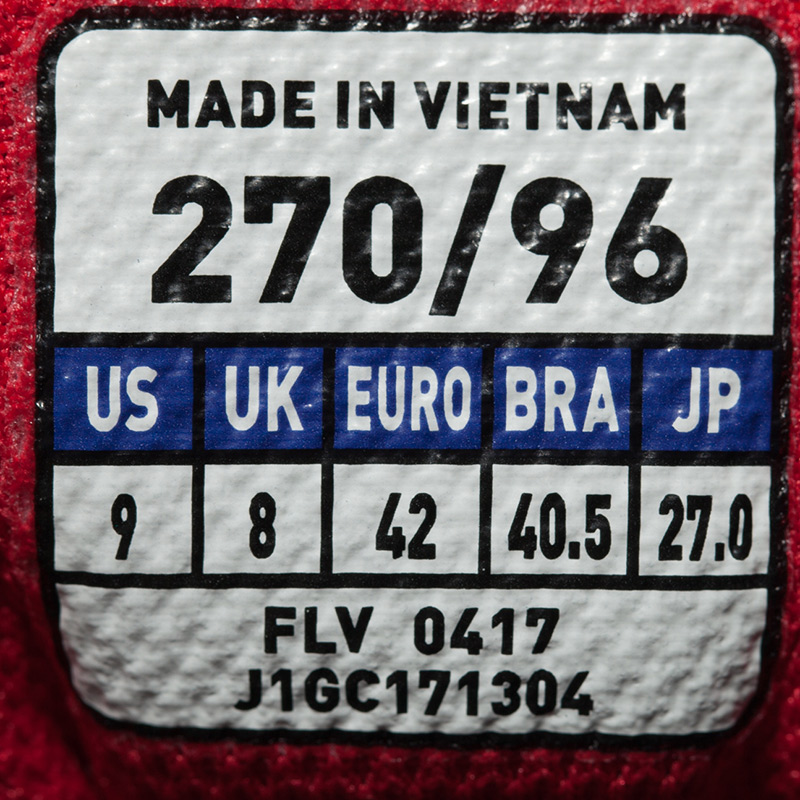 MADE IN VIETNAM
270/96
US UK EURO BRA JP
9 8 42 40.5 27.0
FLV 0417
J1GC171304